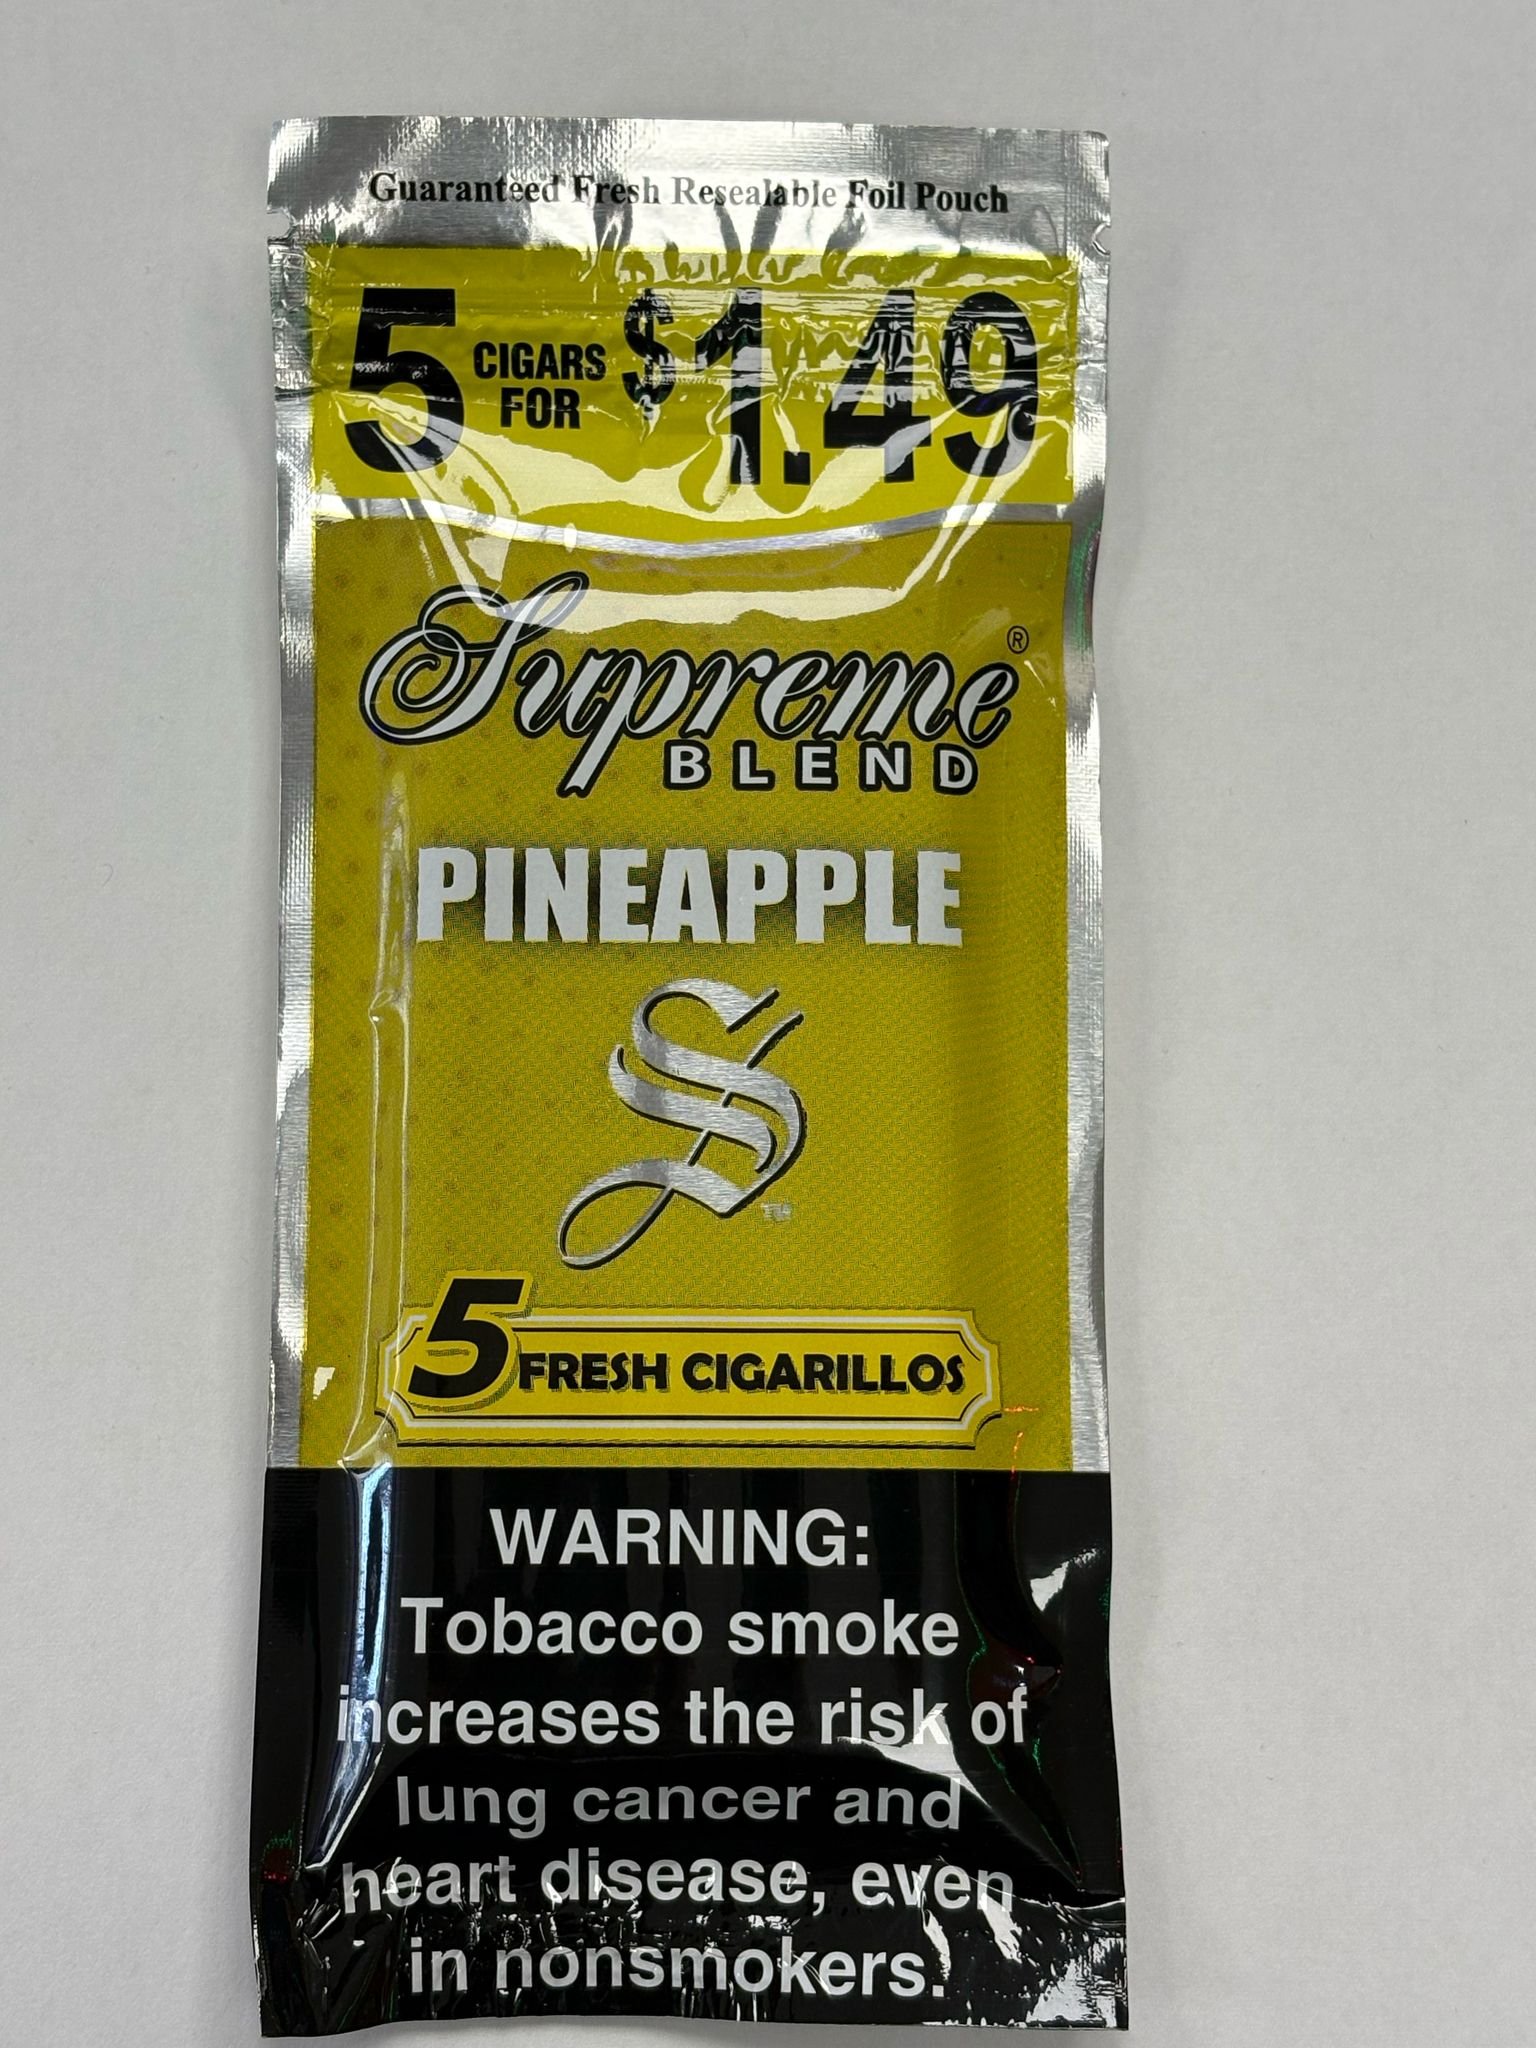 Guaranteed Fresh Resealable Foil Pouch
5 CIGARS FOR $1.49
Supreme®
BLEND
PINEAPPLE
S
TM
5 FRESH CIGARILLOS
WARNING:
Tobacco smoke
increases the risk of
lung cancer and
heart disease, even
in nonsmokers.